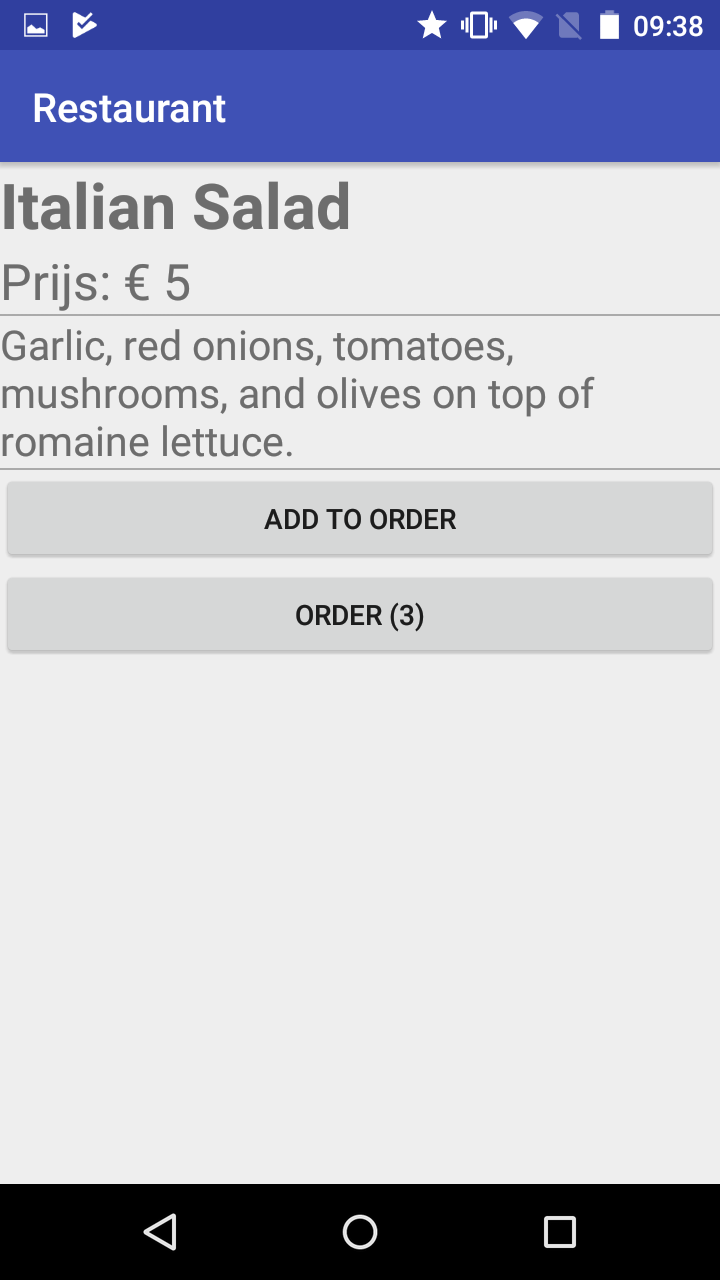 09:38
Restaurant
Italian Salad
Prijs: € 5
Garlic, red onions, tomatoes,
mushrooms, and olives on top of
romaine lettuce.
ADD TO ORDER
ORDER (3)